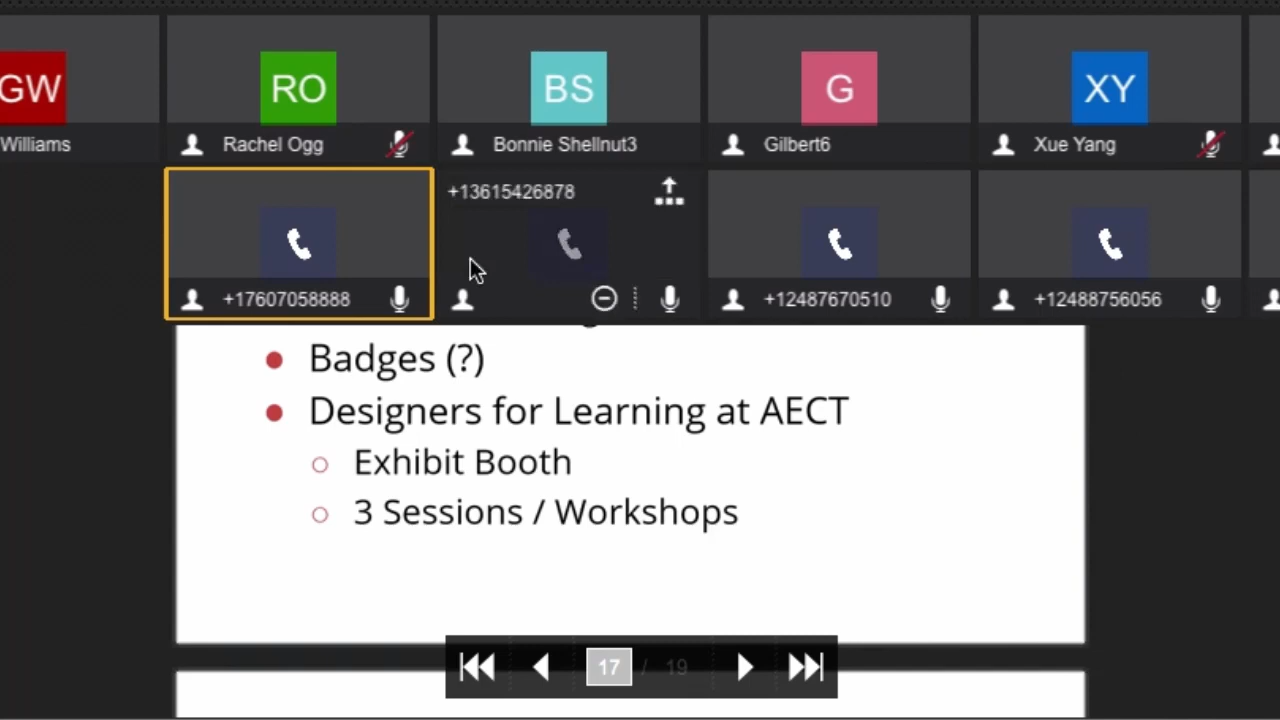 GW
RO
BS
G
XY
Williams
Rachel Ogg
Bonnie Shellnut3
Gilbert6
Xue Yang
+13615426878
+17607058888
+12487670510
+12488756056
Badges (?)
Designers for Learning at AECT
Exhibit Booth
3 Sessions / Workshops
17 / 19